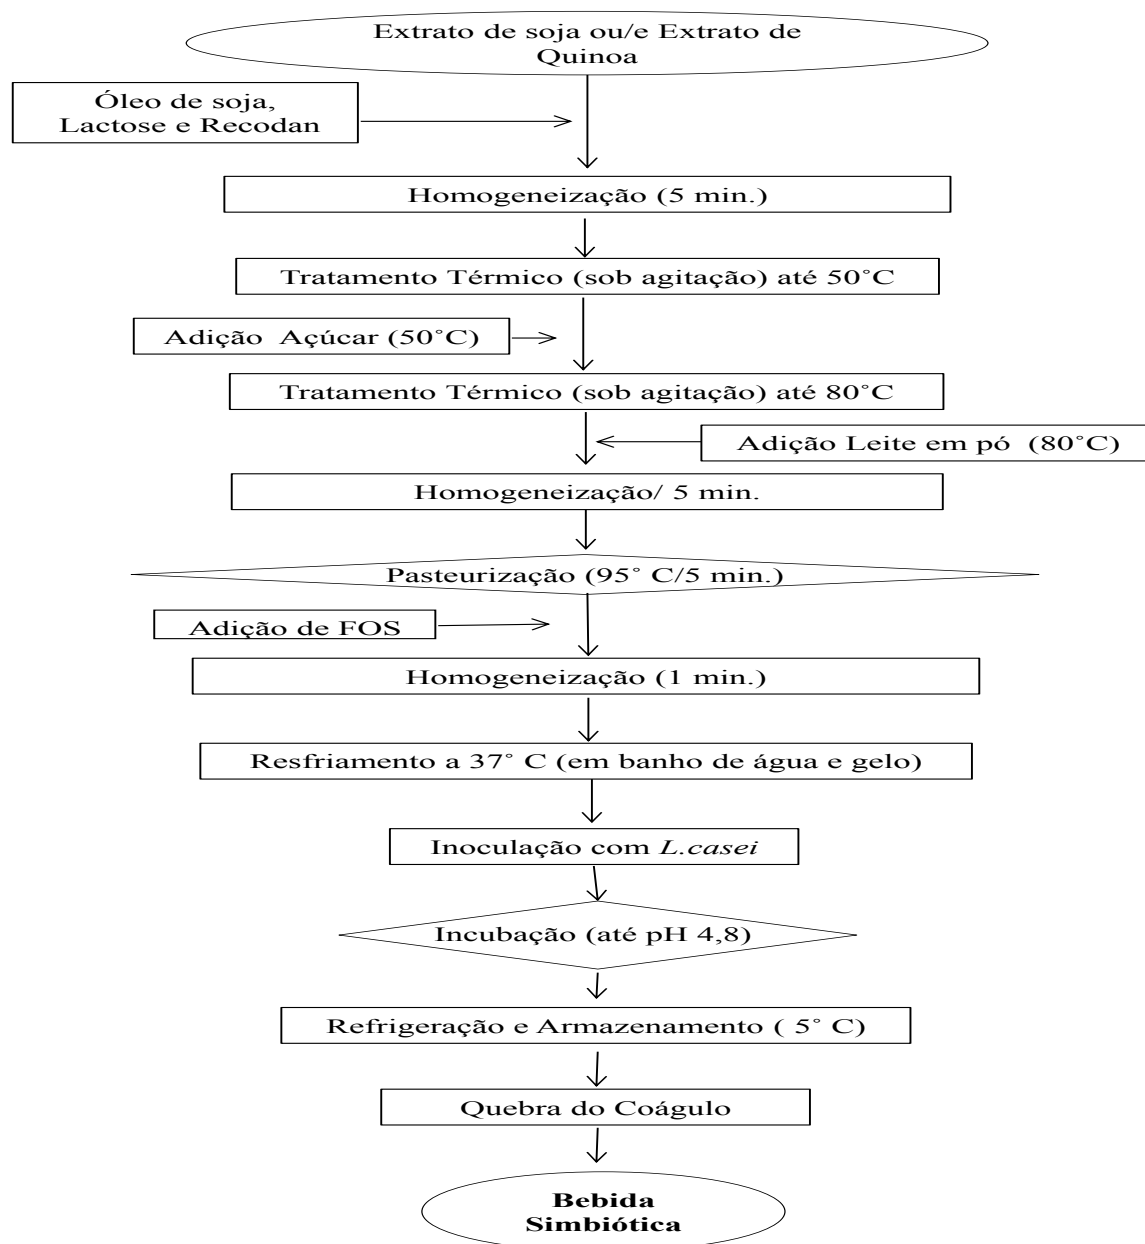 Extrato de soja ou/e Extrato de
Quinoa
Óleo de soja,
Lactose e Recodan
Homogeneização (5 min.)
Tratamento Térmico (sob agitação) até 50˚C
Adição  Açúcar (50˚C)
Tratamento Térmico (sob agitação) até 80˚C
Adição Leite em pó  (80˚C)
Homogeneização/ 5 min.
Pasteurização (95˚ C/5 min.)
Adição de FOS
Homogeneização (1 min.)
Resfriamento a 37˚ C (em banho de água e gelo)
Inoculação com L.casei
Incubação (até pH 4,8)
Refrigeração e Armazenamento ( 5˚ C)
Quebra do Coágulo
Bebida
Simbiótica